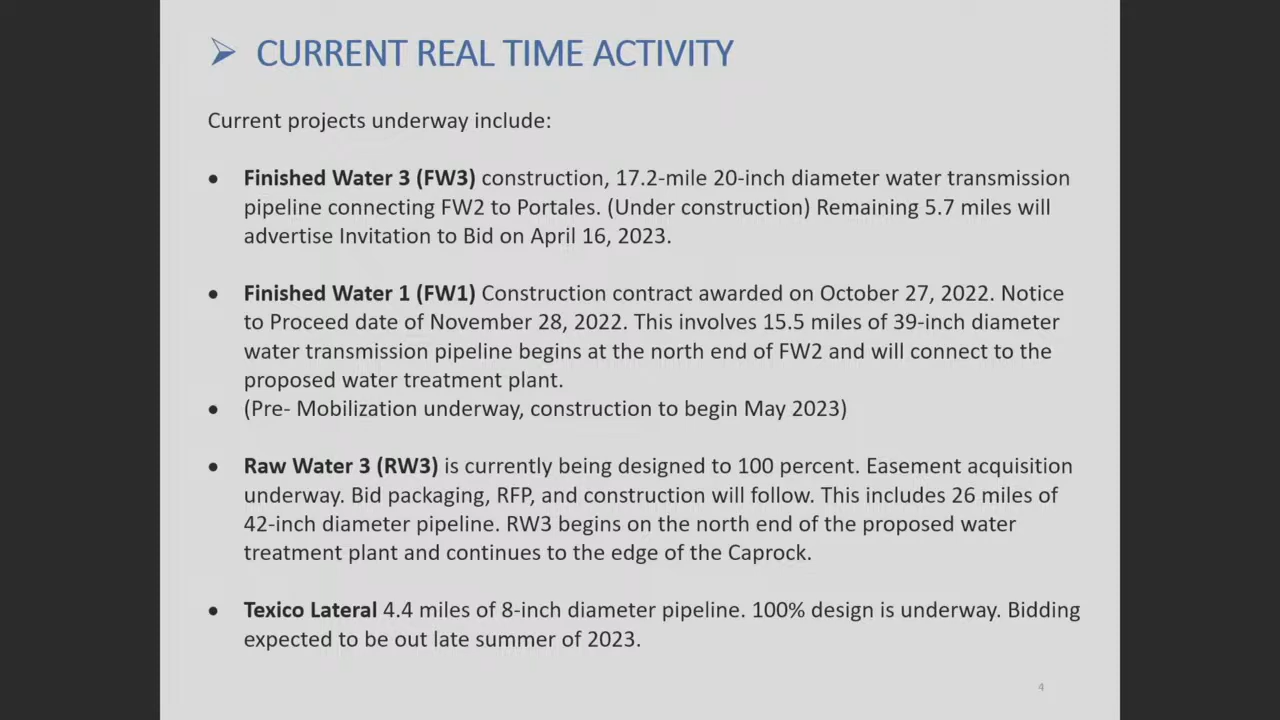 ➢ CURRENT REAL TIME ACTIVITY
Current projects underway include:
• Finished Water 3 (FW3) construction, 17.2-mile 20-inch diameter water transmission
pipeline connecting FW2 to Portales. (Under construction) Remaining 5.7 miles will
advertise Invitation to Bid on April 16, 2023.
• Finished Water 1 (FW1) Construction contract awarded on October 27, 2022. Notice
to Proceed date of November 28, 2022. This involves 15.5 miles of 39-inch diameter
water transmission pipeline begins at the north end of FW2 and will connect to the
proposed water treatment plant.
• (Pre- Mobilization underway, construction to begin May 2023)
• Raw Water 3 (RW3) is currently being designed to 100 percent. Easement acquisition
underway. Bid packaging, RFP, and construction will follow. This includes 26 miles of
42-inch diameter pipeline. RW3 begins on the north end of the proposed water
treatment plant and continues to the edge of the Caprock.
• Texico Lateral 4.4 miles of 8-inch diameter pipeline. 100% design is underway. Bidding
expected to be out late summer of 2023.
4